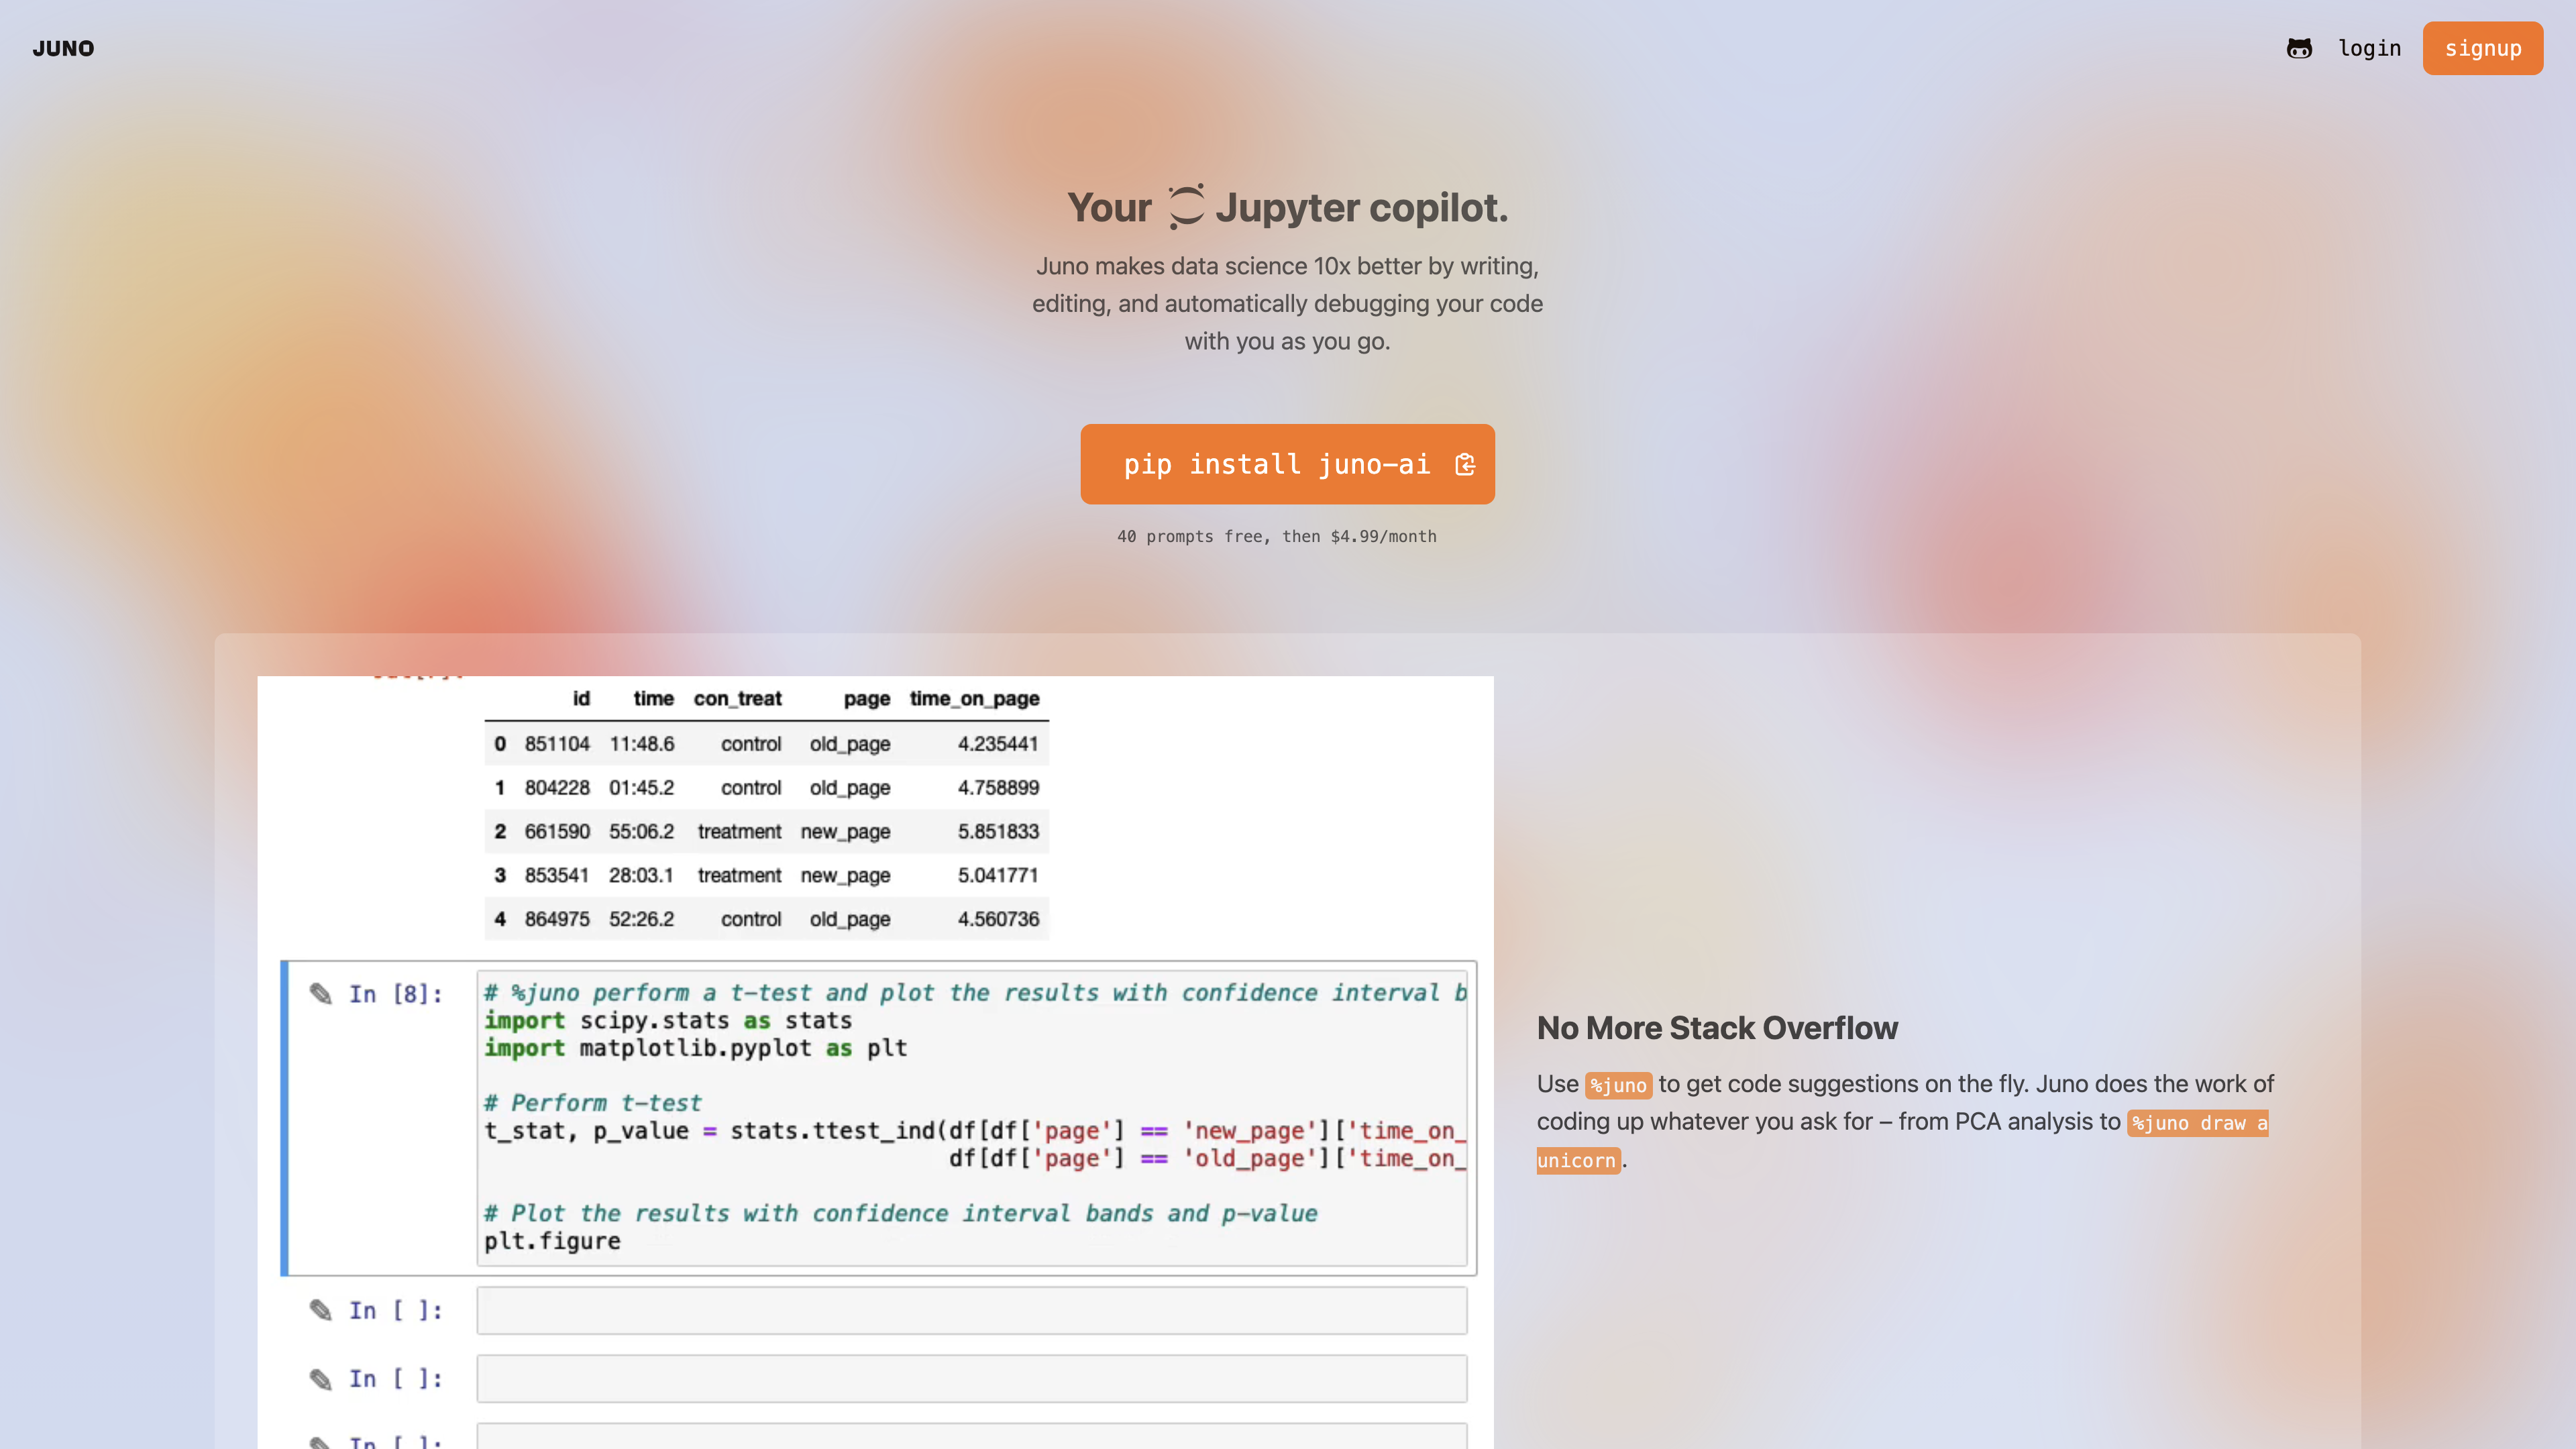 JUNO
login
signup
Your Jupyter copilot.
Juno makes data science 10x better by writing,
editing, and automatically debugging your code
with you as you go.
pip install juno-ai
40 prompts free, then $4.99/month
id time con_treat page time_on_page
0 851104 11:48.6 control old_page 4.235441
1 804228 01:45.2 control old_page 4.758899
2 661590 55:06.2 treatment new_page 5.851833
3 853541 28:03.1 treatment new_page 5.041771
4 864975 52:26.2 control old_page 4.560736
In [8]:
# %juno perform a t-test and plot the results with confidence interval b
import scipy.stats as stats
import matplotlib.pyplot as plt
# Perform t-test
t_stat, p_value = stats.ttest_ind(df[df['page'] == 'new_page']['time_on_
df[df['page'] == 'old_page']['time_on_
# Plot the results with confidence interval bands and p-value
plt.figure
In [ ]:
In [ ]:
In [ ]:
No More Stack Overflow
Use %juno to get code suggestions on the fly. Juno does the work of
coding up whatever you ask for – from PCA analysis to %juno draw a
unicorn.